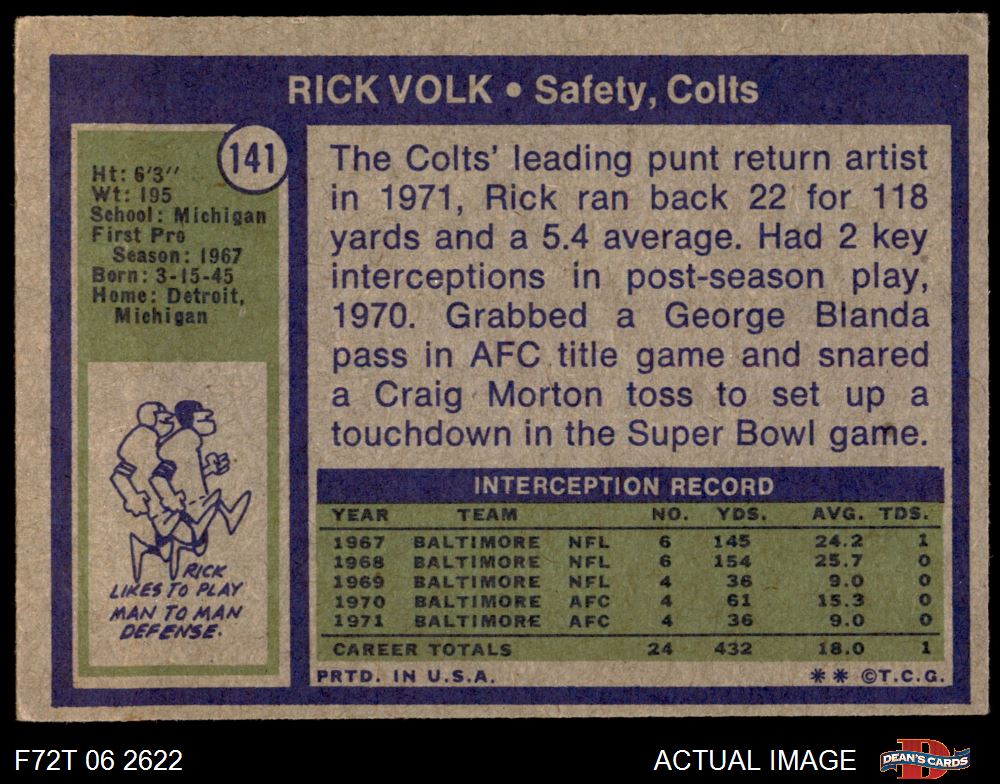 RICK VOLK • Safety, Colts
141
Ht: 6'3''
Wt: 195
School: Michigan
First Pro
Season: 1967
Born: 3-15-45
Home: Detroit,
Michigan
The Colts' leading punt return artist
in 1971, Rick ran back 22 for 118
yards and a 5.4 average. Had 2 key
interceptions in post-season play,
1970. Grabbed a George Blanda
pass in AFC title game and snared
a Craig Morton toss to set up a
touchdown in the Super Bowl game.
RICK
LIKES TO PLAY
MAN TO MAN
DEFENSE.
INTERCEPTION RECORD
YEAR TEAM NO. YDS. AVG. TDS.
1967 BALTIMORE NFL 6 145 24.2 1
1968 BALTIMORE NFL 6 154 25.7 0
1969 BALTIMORE NFL 4 36 9.0 0
1970 BALTIMORE AFC 4 61 15.3 0
1971 BALTIMORE AFC 4 36 9.0 0
CAREER TOTALS 24 432 18.0 1
PRTD. IN U.S.A. ** ©T.C.G.
F72T 06 2622 ACTUAL IMAGE D DEAN'S CARDS